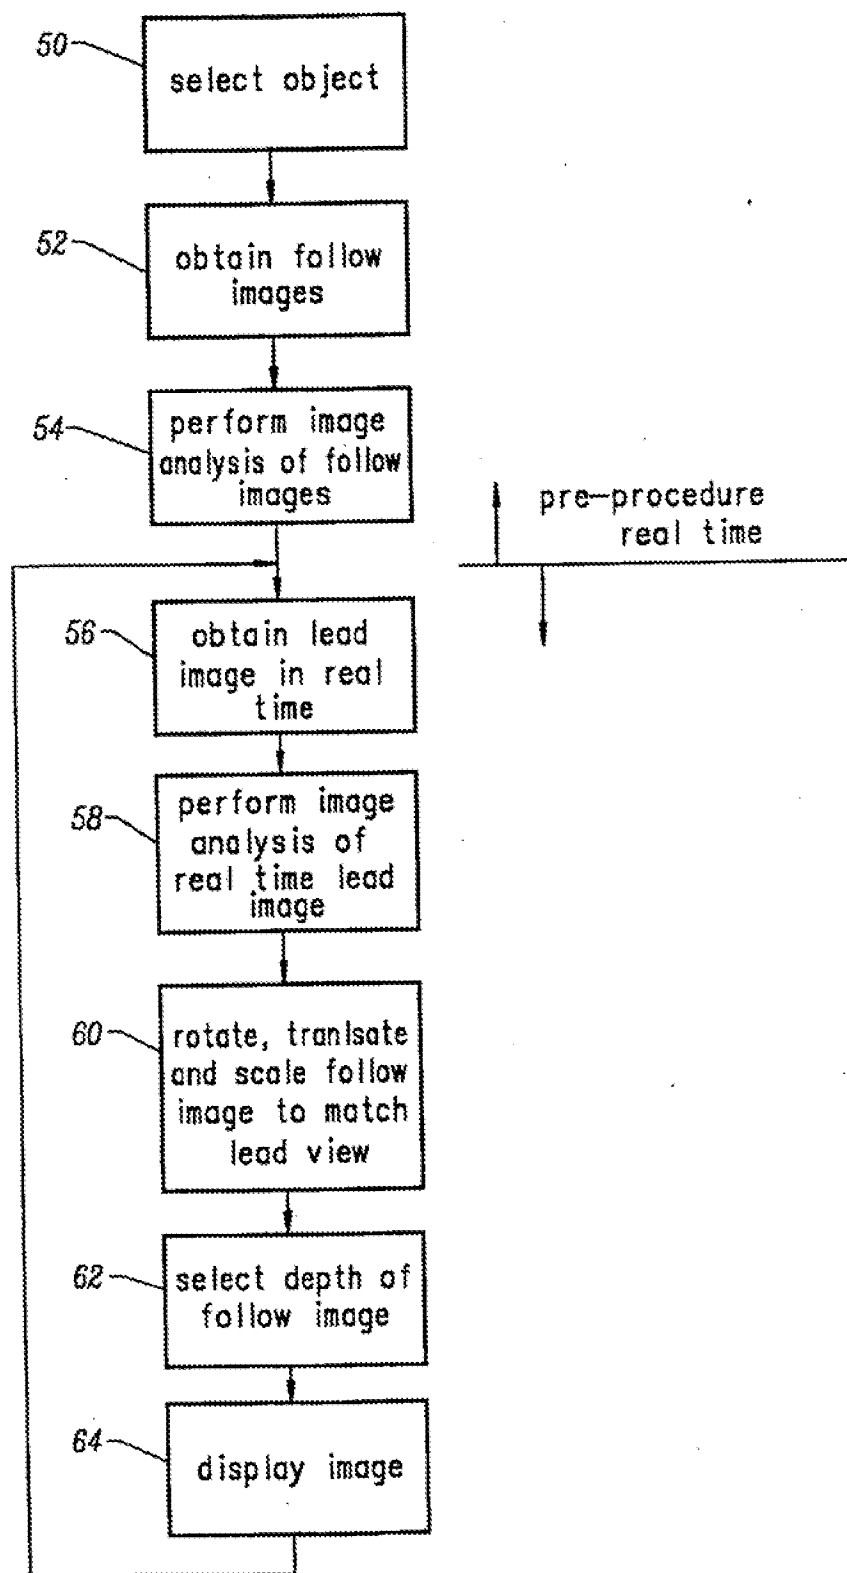 50
select object
52
obtain follow
images
54
perform image
analysis of follow
images
pre-procedure
real time
56
obtain lead
image in real
time
58
perform image
analysis of
real time lead
image
60
rotate, tranlsate
and scale follow
image to match
lead view
62
select depth of
follow image
64
display image